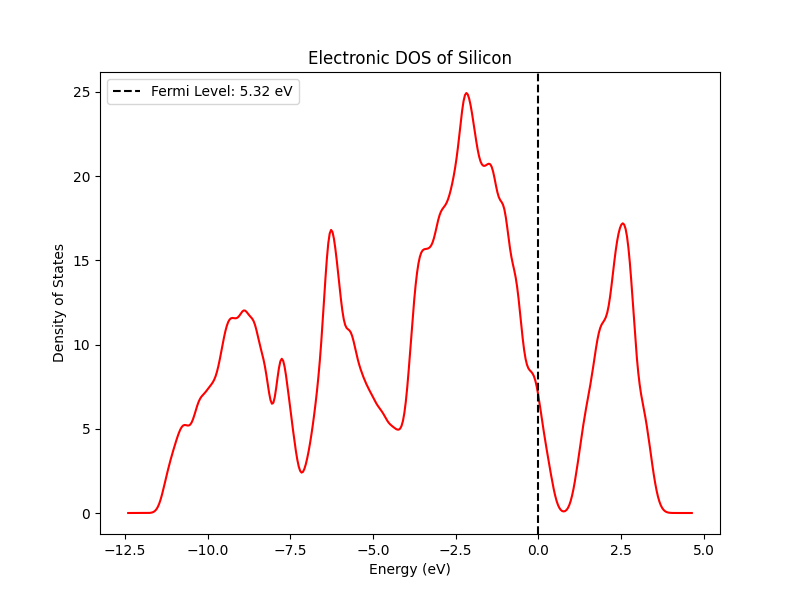 Electronic DOS of Silicon
Fermi Level: 5.32 eV
25
20
15
10
5
0
Density of States
−12.5 −10.0 −7.5 −5.0 −2.5 0.0 2.5 5.0
Energy (eV)